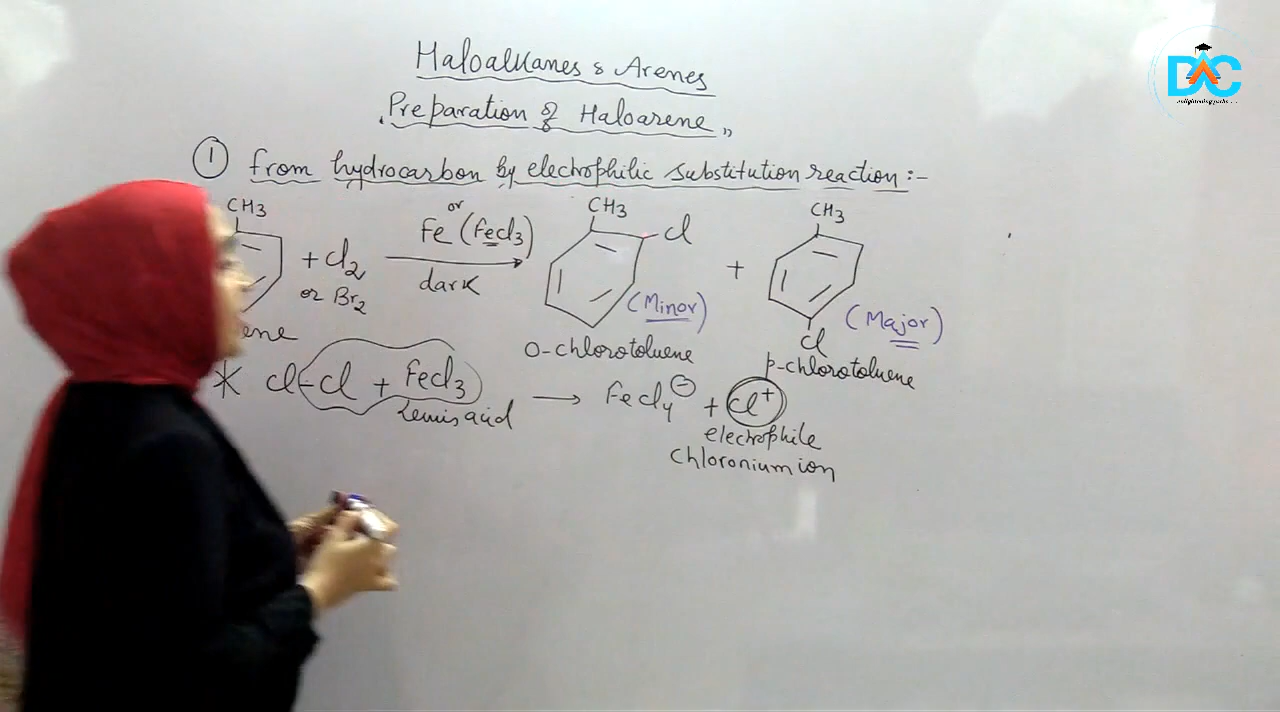 Haloalkanes & Arenes
Preparation of Haloarene
① from hydrocarbon by electrophilic substitution reaction :-
CH3 + Cl2 or Br2
or
Fe (Fecl3)
dark
CH3 Cl
(Minor)
O-chlorotoluene
+
CH3
Cl
(Major)
p-chlorotoluene
ene
* Cl-Cl + Fecl3 → Fecl4⊖ + Cl+
Lewis acid
electrophile
Chloronium ion
DAC